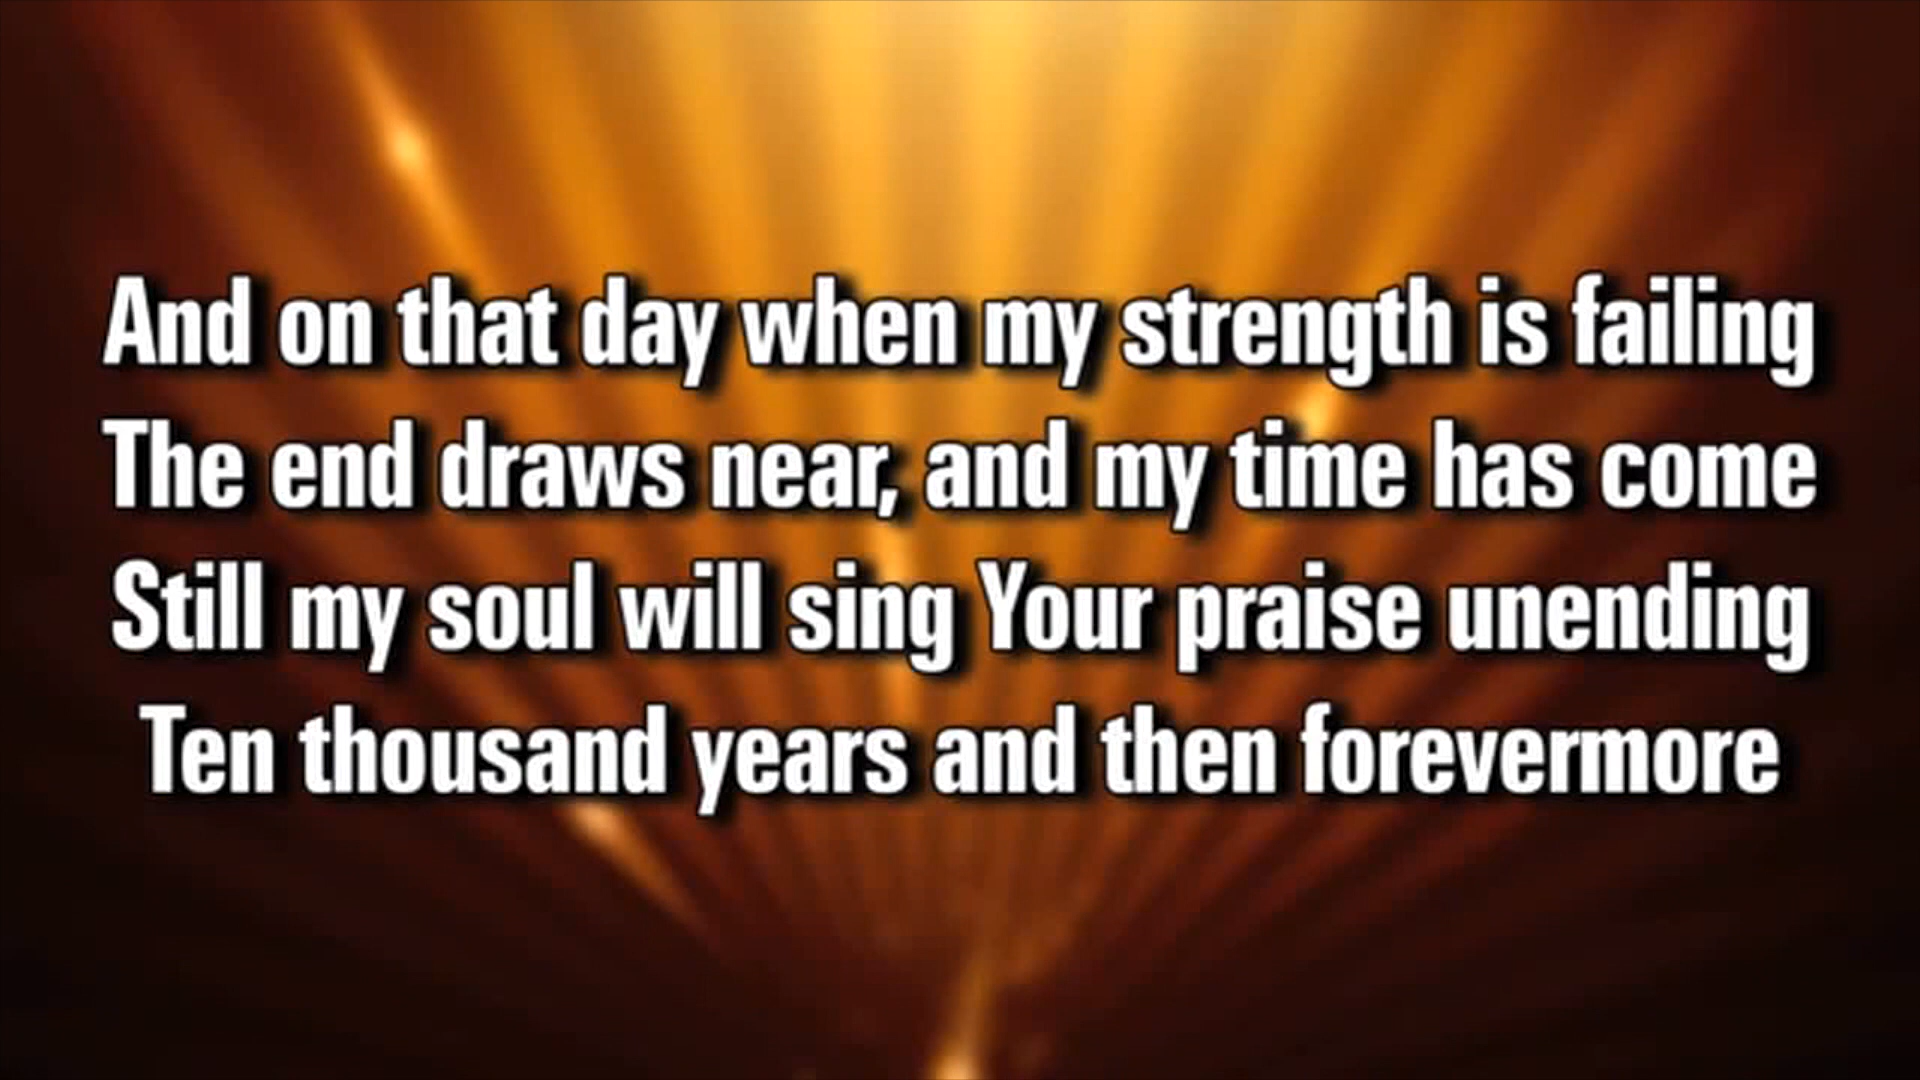 And on that day when my strength is failing
The end draws near, and my time has come
Still my soul will sing Your praise unending
Ten thousand years and then forevermore